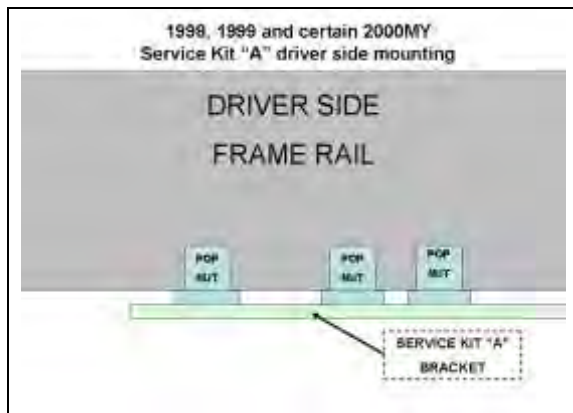 1998, 1999 and certain 2000MY
Service Kit "A" driver side mounting
DRIVER SIDE
FRAME RAIL
POP
NUT
POP
NUT
POP
NUT
SERVICE KIT "A"
BRACKET